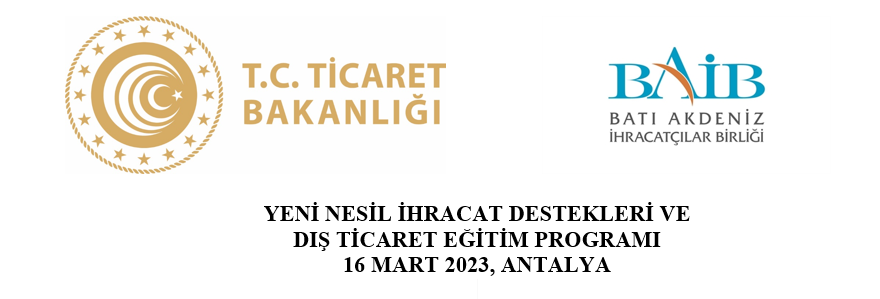 T.C. TİCARET
BAKANLIĞI
BAİB
BATI AKDENİZ
İHRACATÇILAR BİRLİĞİ
YENİ NESİL İHRACAT DESTEKLERİ VE
DIŞ TİCARET EĞİTİM PROGRAMI
16 MART 2023, ANTALYA